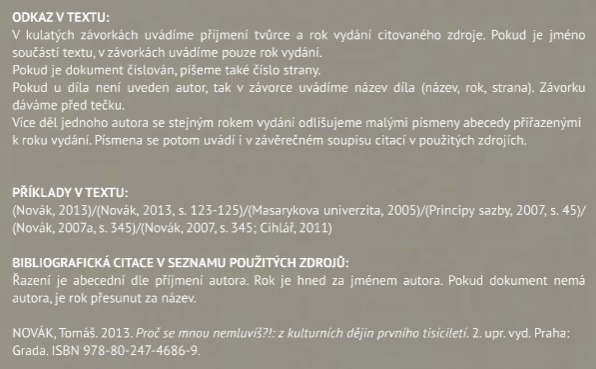 ODKAZ V TEXTU:
V kulatých závorkách uvádíme příjmení tvůrce a rok vydání citovaného zdroje. Pokud je jméno
součástí textu, v závorkách uvádíme pouze rok vydání.
Pokud je dokument číslován, píšeme také číslo strany.
Pokud u díla není uveden autor, tak v závorce uvádíme název díla (název, rok, strana). Závorku
dáváme před tečku.
Více děl jednoho autora se stejným rokem vydání odlišujeme malými písmeny abecedy přiřazenými
k roku vydání. Písmena se potom uvádí i v závěrečném soupisu citací v použitých zdrojích.
PŘÍKLADY V TEXTU:
(Novák, 2013)/(Novák, 2013, s. 123-125)/(Masarykova univerzita, 2005)/(Principy sazby, 2007, s. 45)/
(Novák, 2007a, s. 345)/(Novák, 2007, s. 345; Cihlář, 2011)
BIBLIOGRAFICKÁ CITACE V SEZNAMU POUŽITÝCH ZDROJŮ:
Řazení je abecední dle příjmení autora. Rok je hned za jménem autora. Pokud dokument nemá
autora, je rok přesunut za název.
NOVÁK, Tomáš. 2013. Proč se mnou nemluvíš?!: z kulturních dějin prvního tisíciletí. 2. upr. vyd. Praha:
Grada. ISBN 978-80-247-4686-9.